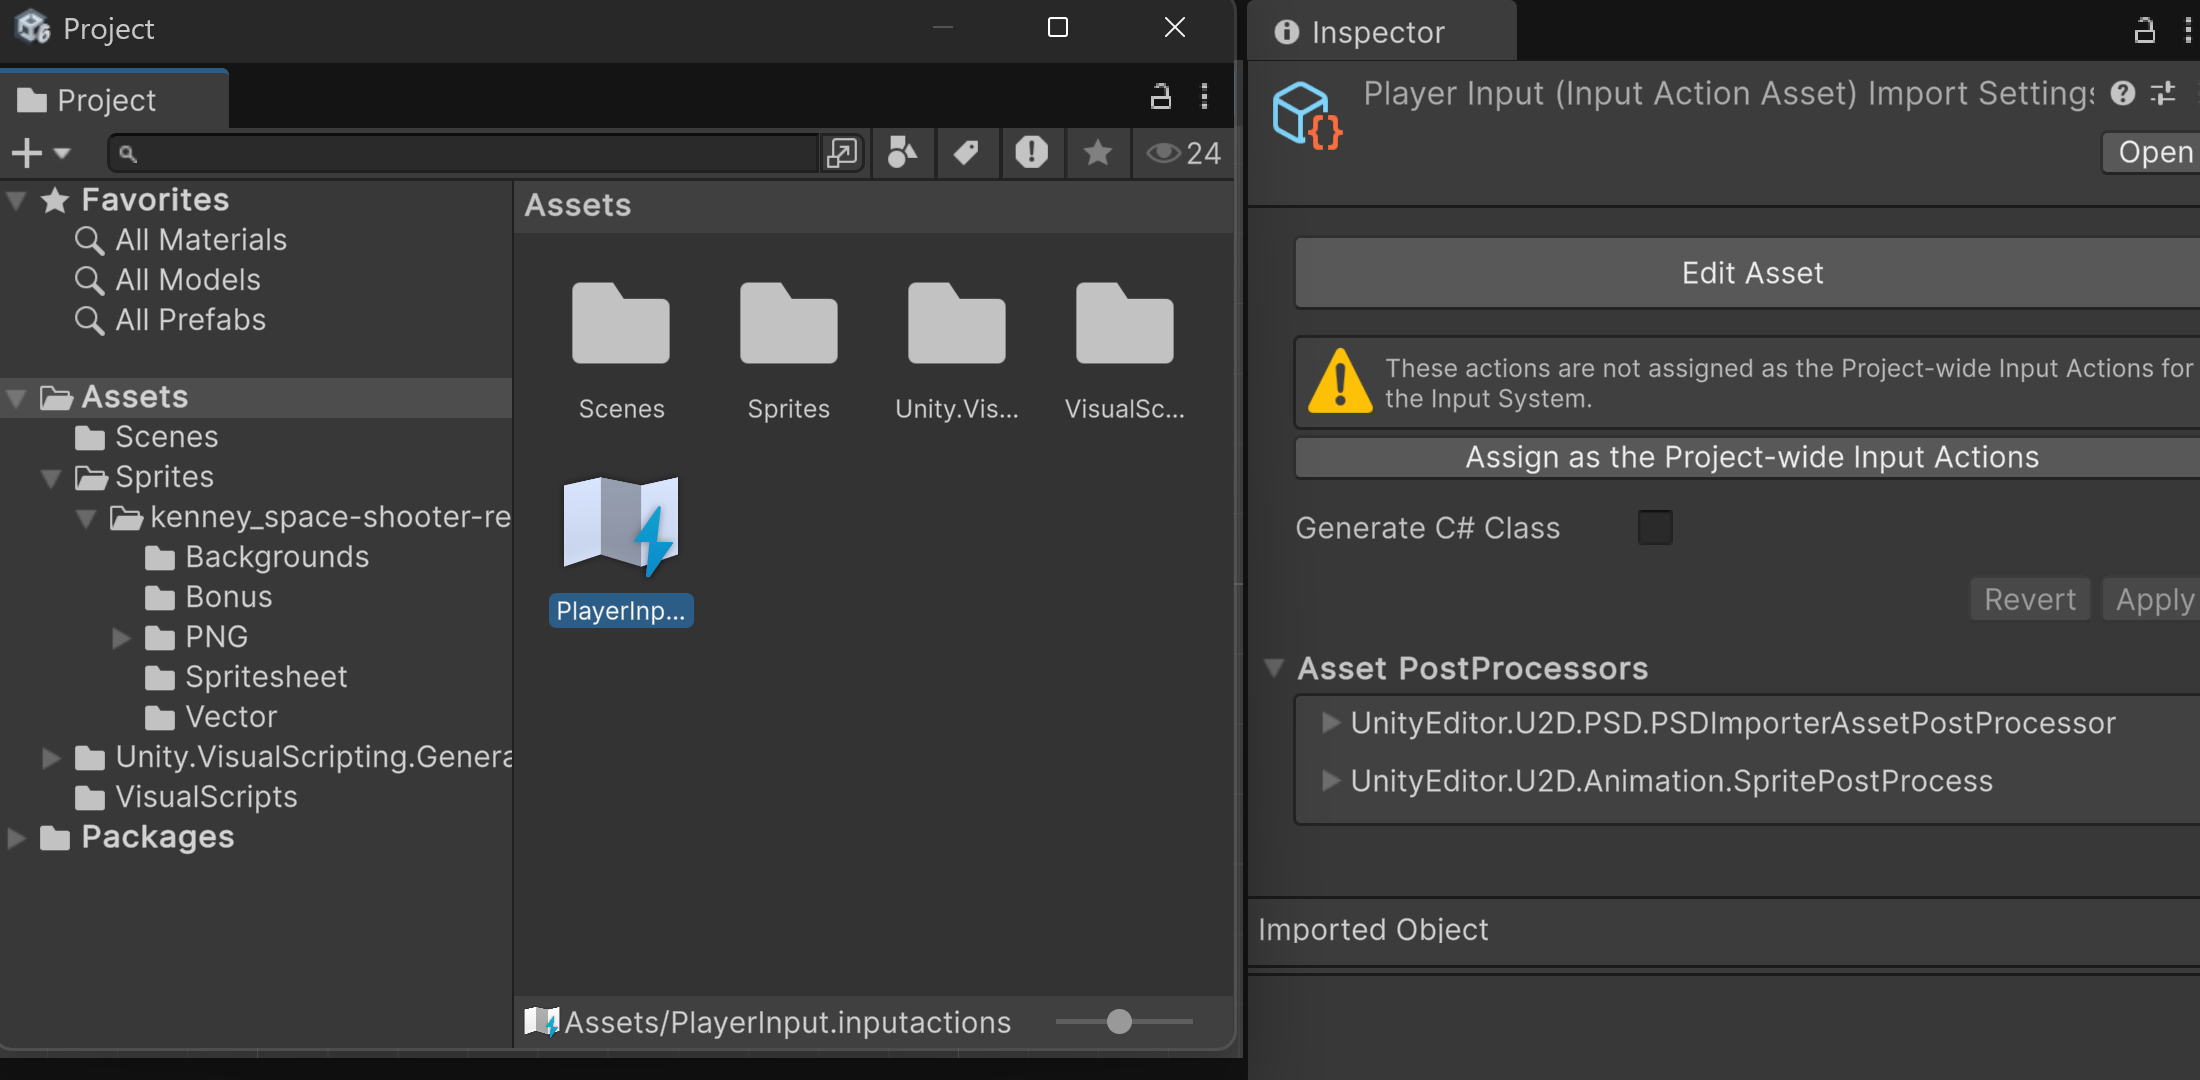 Project
Project
24
Favorites
All Materials
All Models
All Prefabs
Assets
Scenes
Sprites
kenney_space-shooter-re
Backgrounds
Bonus
PNG
Spritesheet
Vector
Unity.VisualScripting.Genera
VisualScripts
Packages
Assets
Scenes
Sprites
Unity.Vis...
VisualSc...
PlayerInp...
Assets/PlayerInput.inputactions
Inspector
Player Input (Input Action Asset) Import Settings
Open
Edit Asset
These actions are not assigned as the Project-wide Input Actions for
the Input System.
Assign as the Project-wide Input Actions
Generate C# Class
Revert
Apply
Asset PostProcessors
UnityEditor.U2D.PSD.PSDImporterAssetPostProcessor
UnityEditor.U2D.Animation.SpritePostProcess
Imported Object